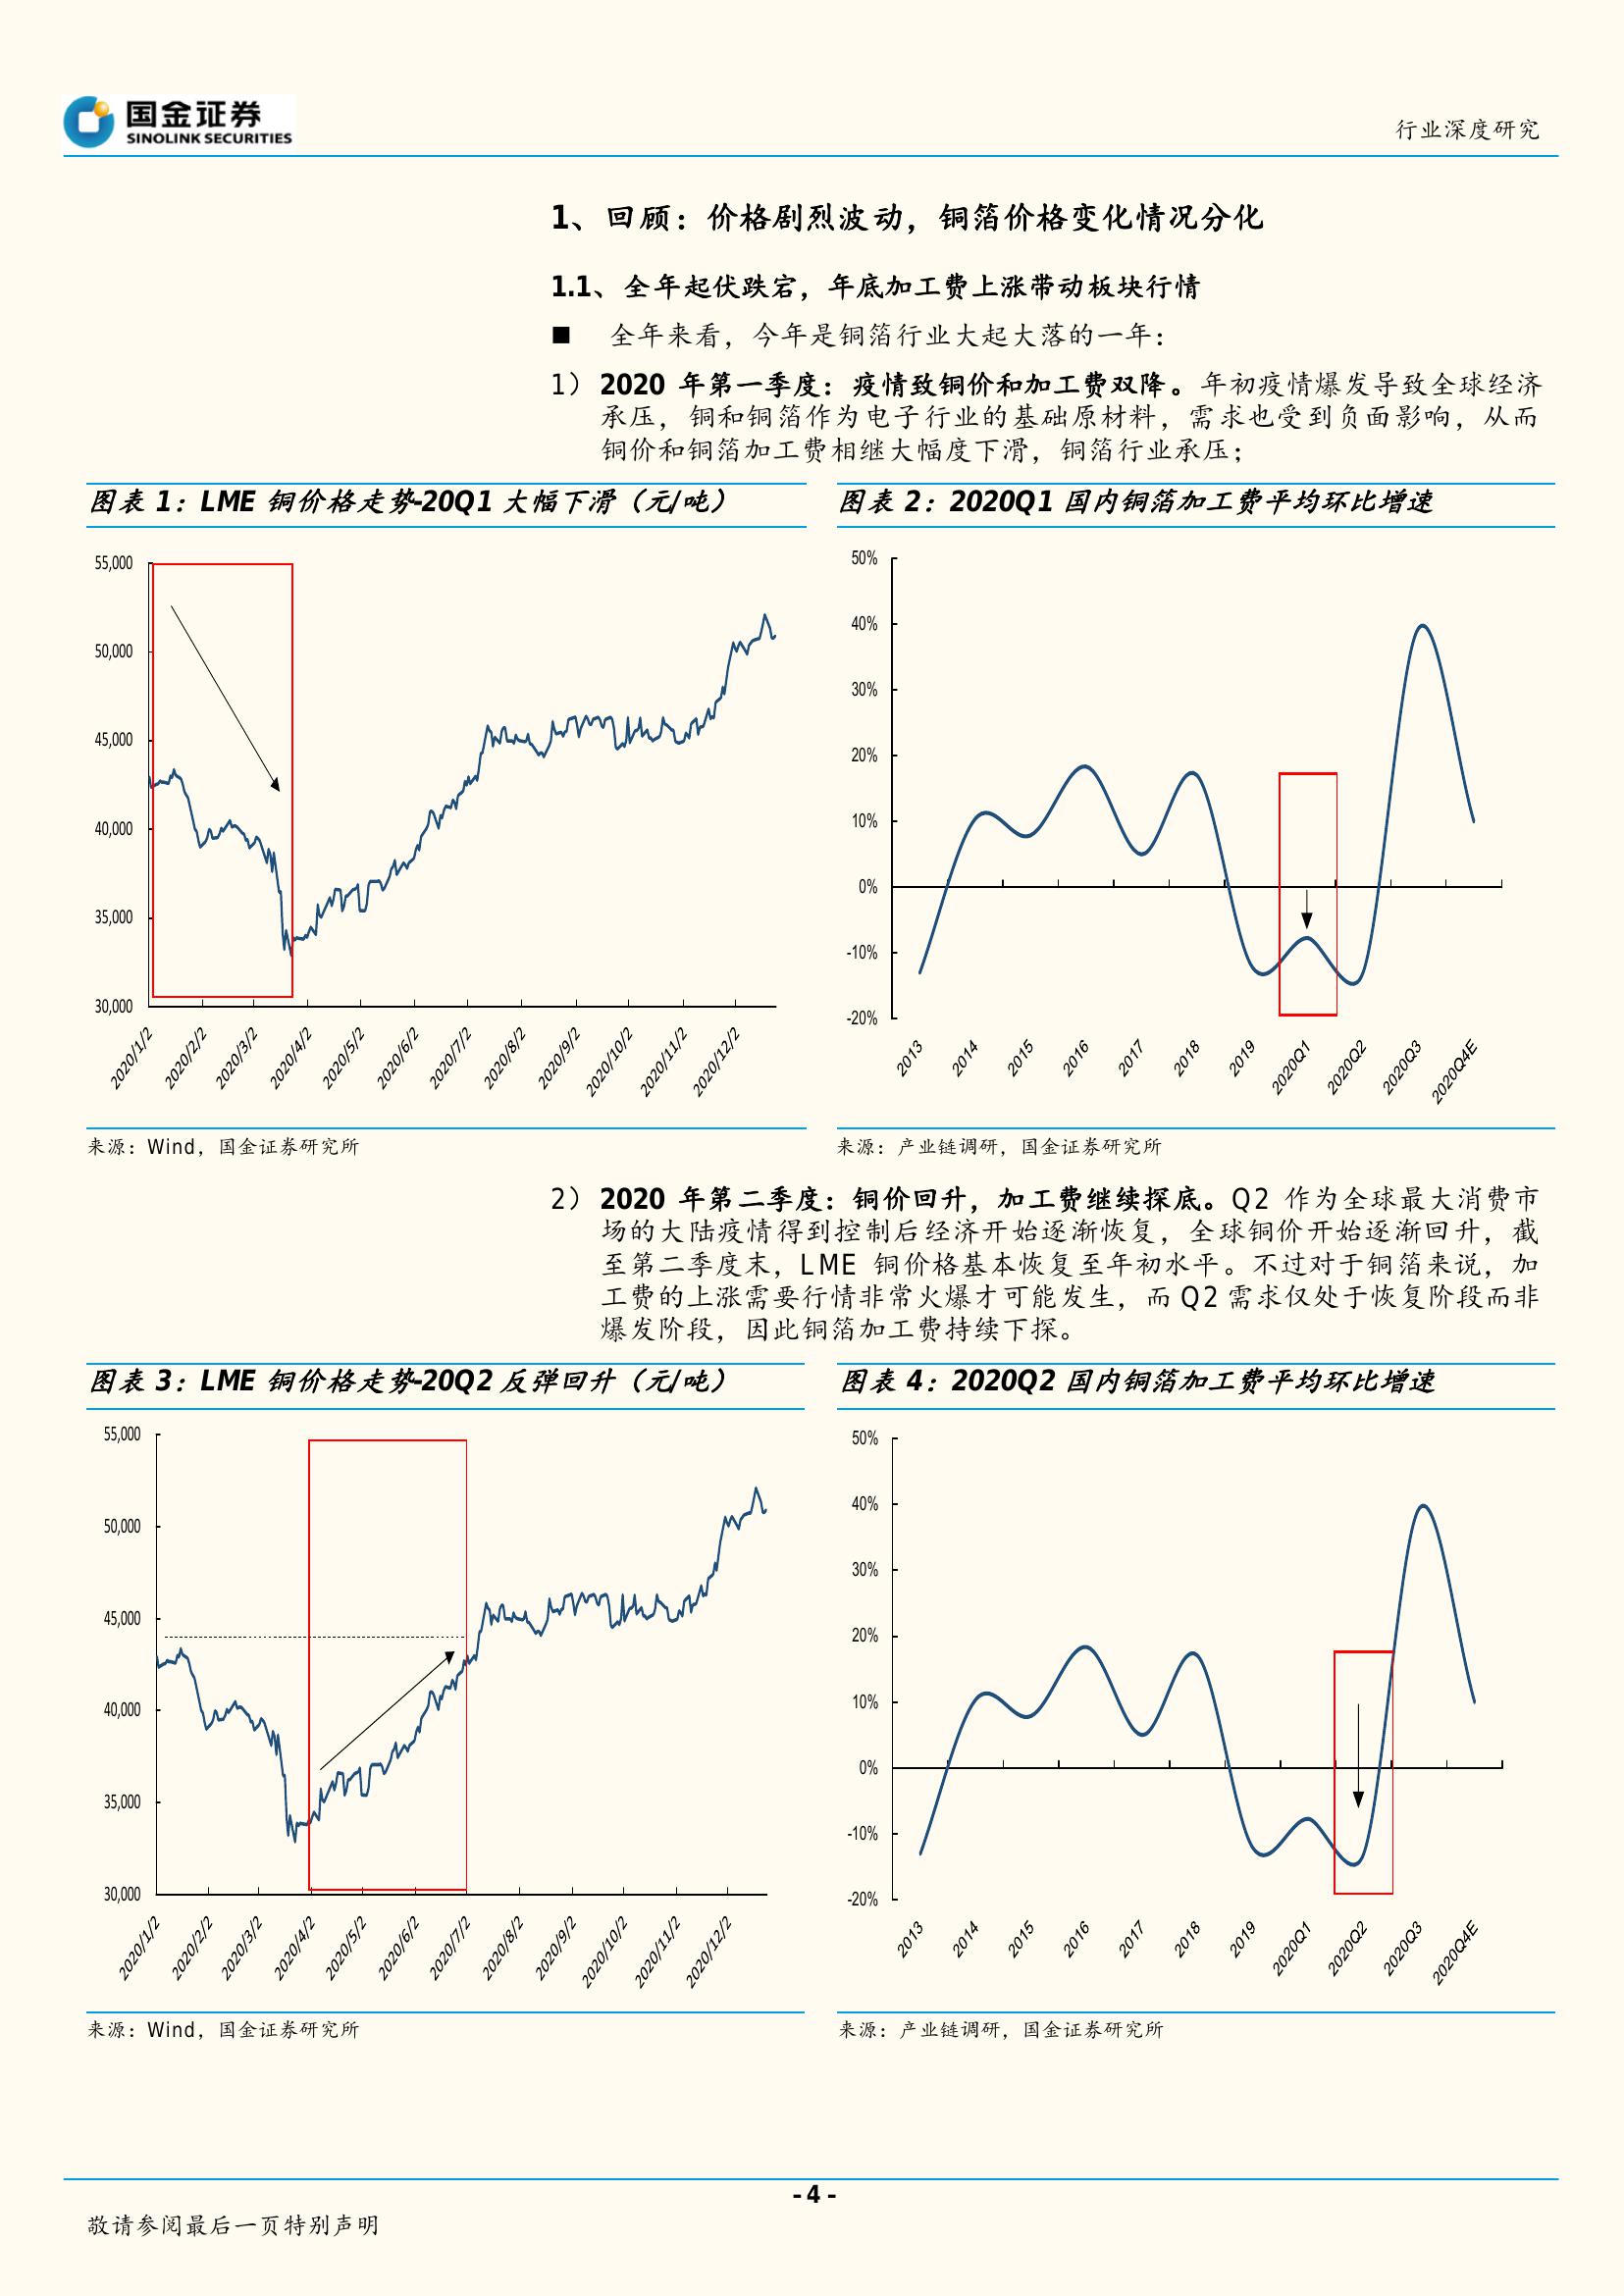 国金证券
SINOLINK SECURITIES
行业深度研究
1、回顾：价格剧烈波动，铜箔价格变化情况分化
1.1、全年起伏跌宕，年底加工费上涨带动板块行情
■ 全年来看，今年是铜箔行业大起大落的一年：
1） 2020 年第一季度：疫情致铜价和加工费双降。年初疫情爆发导致全球经济
承压，铜和铜箔作为电子行业的基础原材料，需求也受到负面影响，从而
铜价和铜箔加工费相继大幅度下滑，铜箔行业承压；
图表 1：LME 铜价格走势-20Q1 大幅下滑（元/吨）
55,000
50,000
45,000
40,000
35,000
30,000
2020/1/2
2020/2/2
2020/3/2
2020/4/2
2020/5/2
2020/6/2
2020/7/2
2020/8/2
2020/9/2
2020/10/2
2020/11/2
2020/12/2
来源：Wind，国金证券研究所
图表 2：2020Q1 国内铜箔加工费平均环比增速
50%
40%
30%
20%
10%
0%
-10%
-20%
2013
2014
2015
2016
2017
2018
2019
2020Q1
2020Q2
2020Q3
2020Q4E
来源：产业链调研，国金证券研究所
2） 2020 年第二季度：铜价回升，加工费继续探底。Q2 作为全球最大消费市
场的大陆疫情得到控制后经济开始逐渐恢复，全球铜价开始逐渐回升，截
至第二季度末，LME 铜价格基本恢复至年初水平。不过对于铜箔来说，加
工费的上涨需要行情非常火爆才可能发生，而 Q2 需求仅处于恢复阶段而非
爆发阶段，因此铜箔加工费持续下探。
图表 3：LME 铜价格走势-20Q2 反弹回升（元/吨）
55,000
50,000
45,000
40,000
35,000
30,000
2020/1/2
2020/2/2
2020/3/2
2020/4/2
2020/5/2
2020/6/2
2020/7/2
2020/8/2
2020/9/2
2020/10/2
2020/11/2
2020/12/2
来源：Wind，国金证券研究所
图表 4：2020Q2 国内铜箔加工费平均环比增速
50%
40%
30%
20%
10%
0%
-10%
-20%
2013
2014
2015
2016
2017
2018
2019
2020Q1
2020Q2
2020Q3
2020Q4E
来源：产业链调研，国金证券研究所
- 4 -
敬请参阅最后一页特别声明